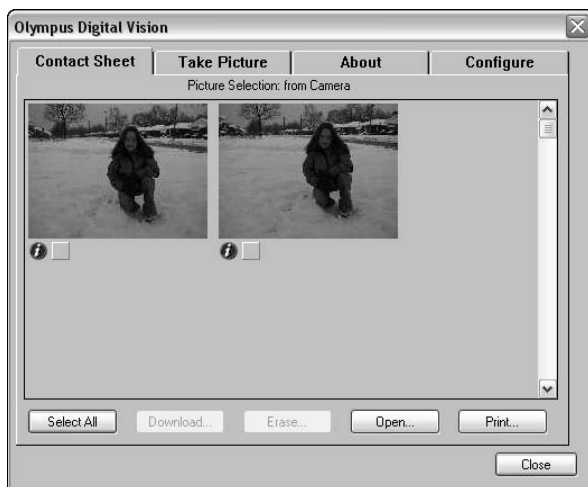 Olympus Digital Vision
Contact Sheet Take Picture About Configure
Picture Selection: from Camera
Select All Download... Erase... Open... Print...
Close